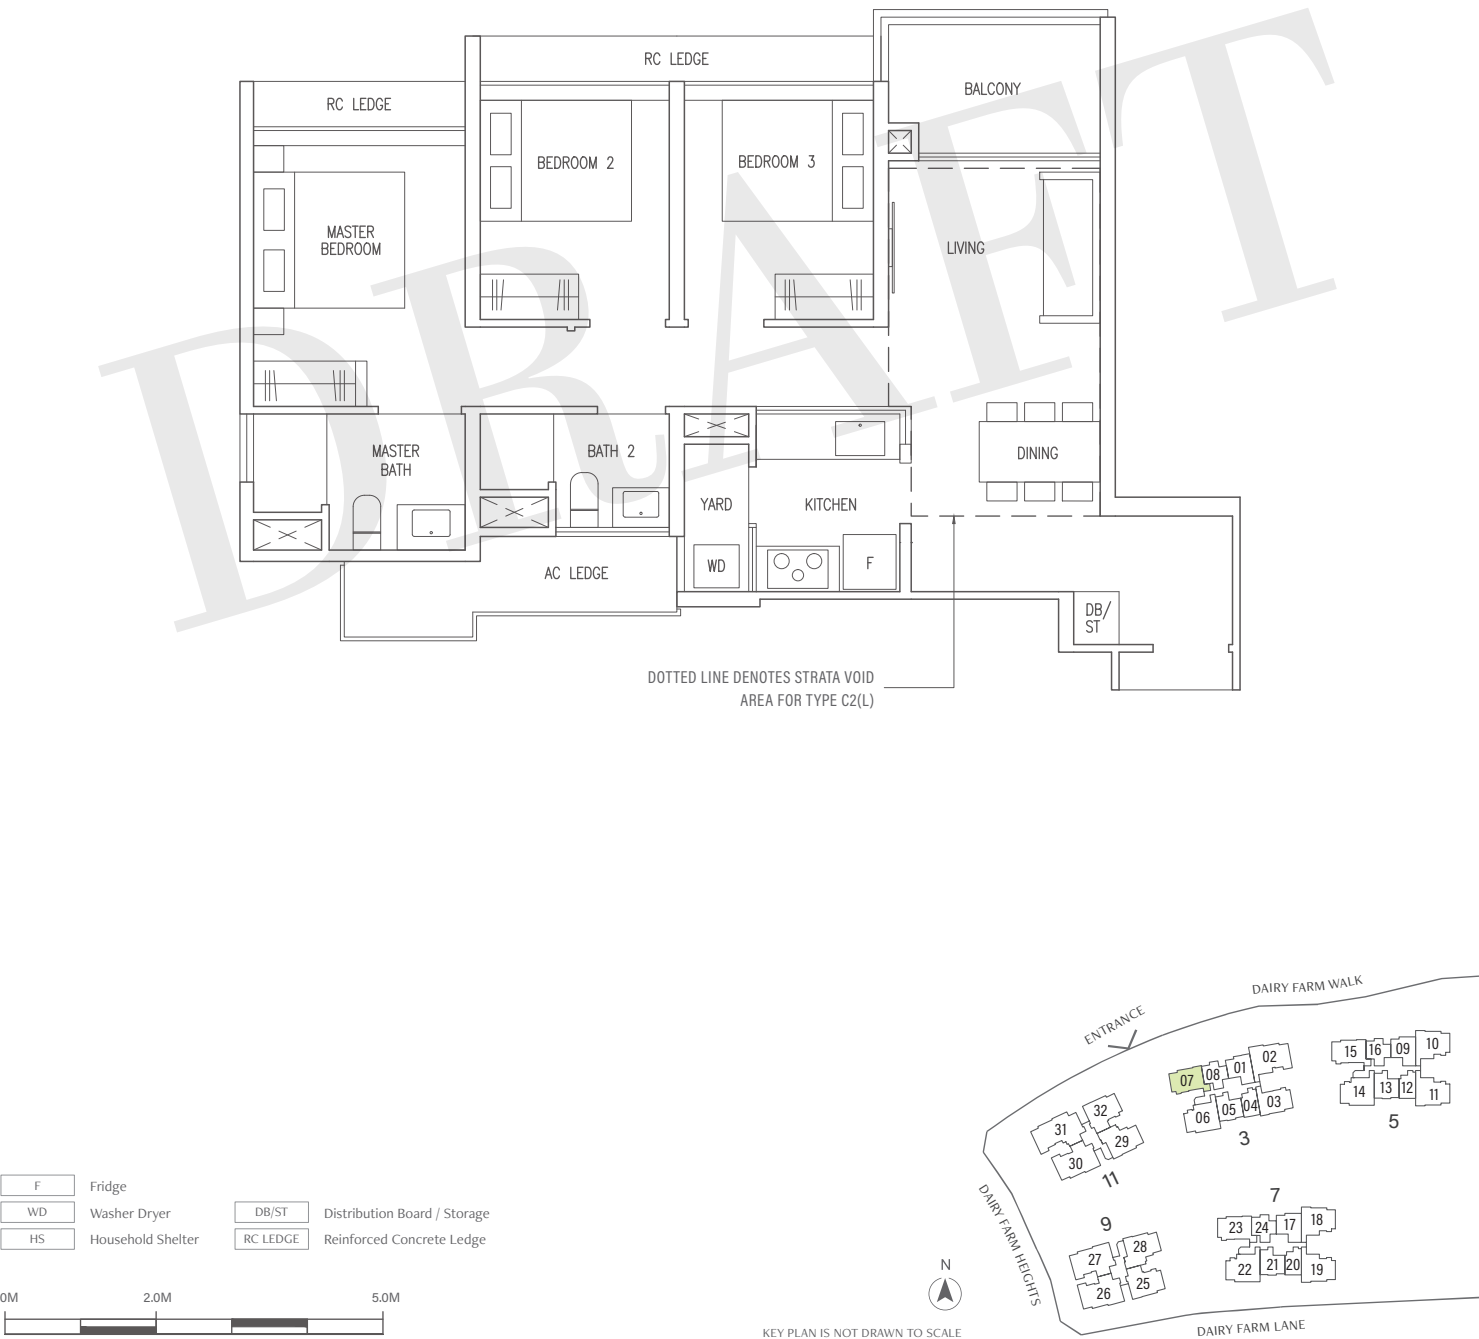 DRAFT
RC LEDGE
BALCONY
RC LEDGE
BEDROOM 2
BEDROOM 3
MASTER
BEDROOM
LIVING
MASTER
BATH
BATH 2
DINING
YARD
KITCHEN
WD
F
AC LEDGE
DB/
ST
DOTTED LINE DENOTES STRATA VOID
AREA FOR TYPE C2(L)
DAIRY FARM WALK
ENTRANCE
07
08
01
02
06
05
04
03
3
15
16
09
10
14
13
12
11
5
31
32
30
29
11
DAIRY FARM HEIGHTS
7
23
24
17
18
22
21
20
19
9
27
28
26
25
DAIRY FARM LANE
N
KEY PLAN IS NOT DRAWN TO SCALE
F Fridge
WD Washer Dryer DB/ST Distribution Board / Storage
HS Household Shelter RC LEDGE Reinforced Concrete Ledge
0M 2.0M 5.0M